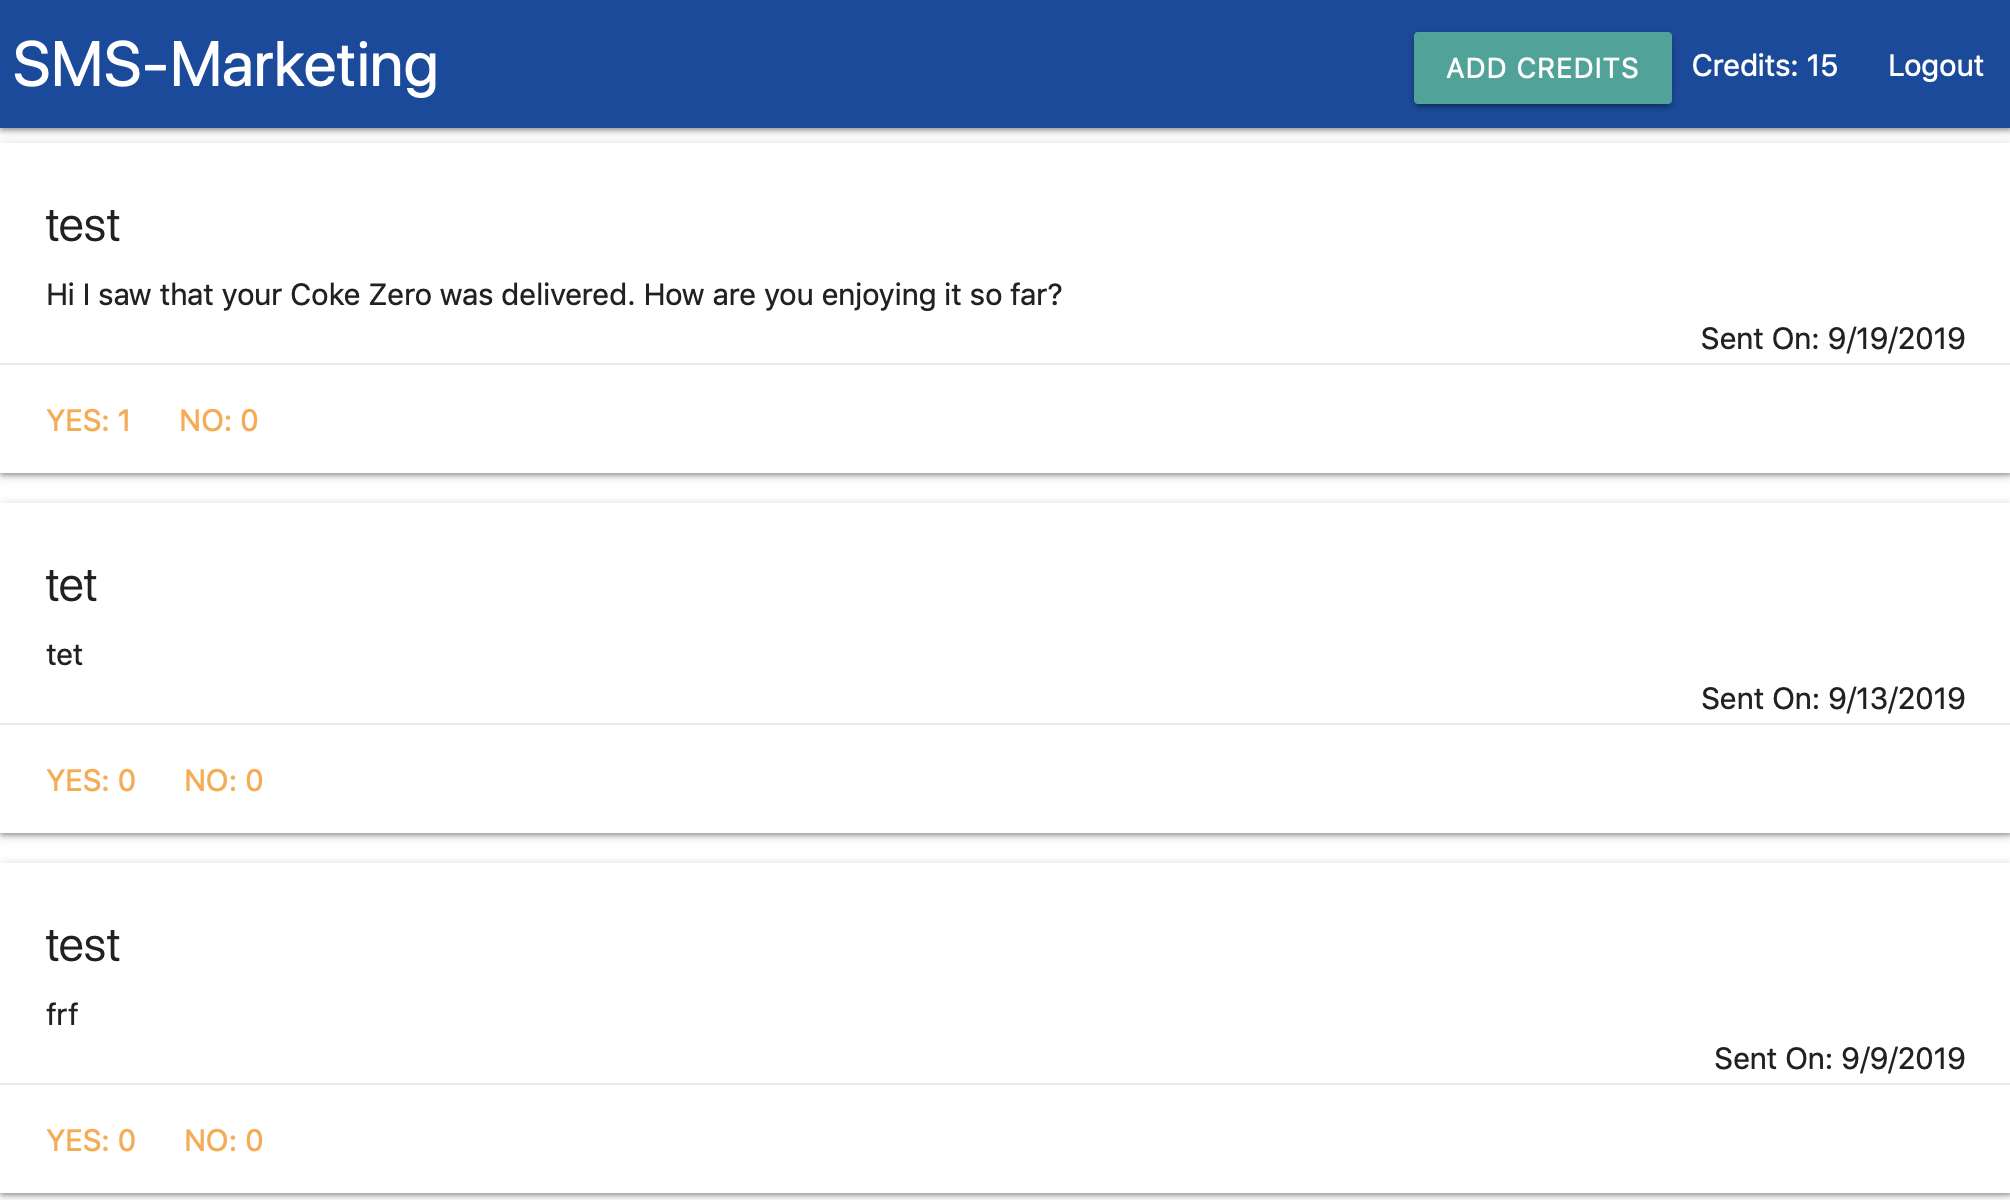 SMS-Marketing
ADD CREDITS Credits: 15 Logout
test
Hi I saw that your Coke Zero was delivered. How are you enjoying it so far?
Sent On: 9/19/2019
YES: 1 NO: 0
tet
tet
Sent On: 9/13/2019
YES: 0 NO: 0
test
frf
Sent On: 9/9/2019
YES: 0 NO: 0